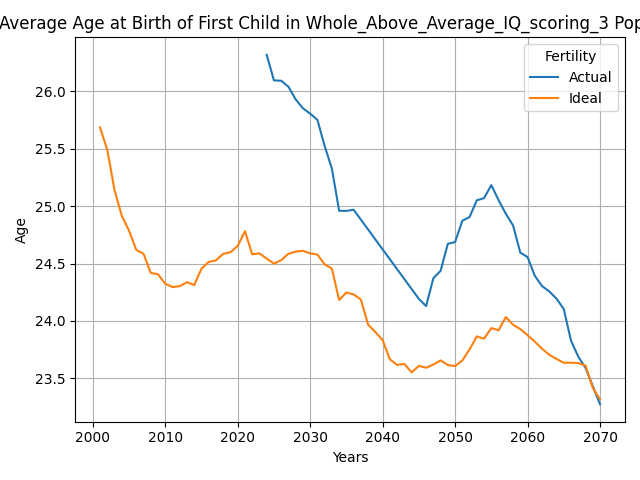 Average Age at Birth of First Child in Whole_Above_Average_IQ_scoring_3 Pop
Fertility
Actual
Ideal
26.0
25.5
25.0
24.5
24.0
23.5
Age
2000 2010 2020 2030 2040 2050 2060 2070
Years